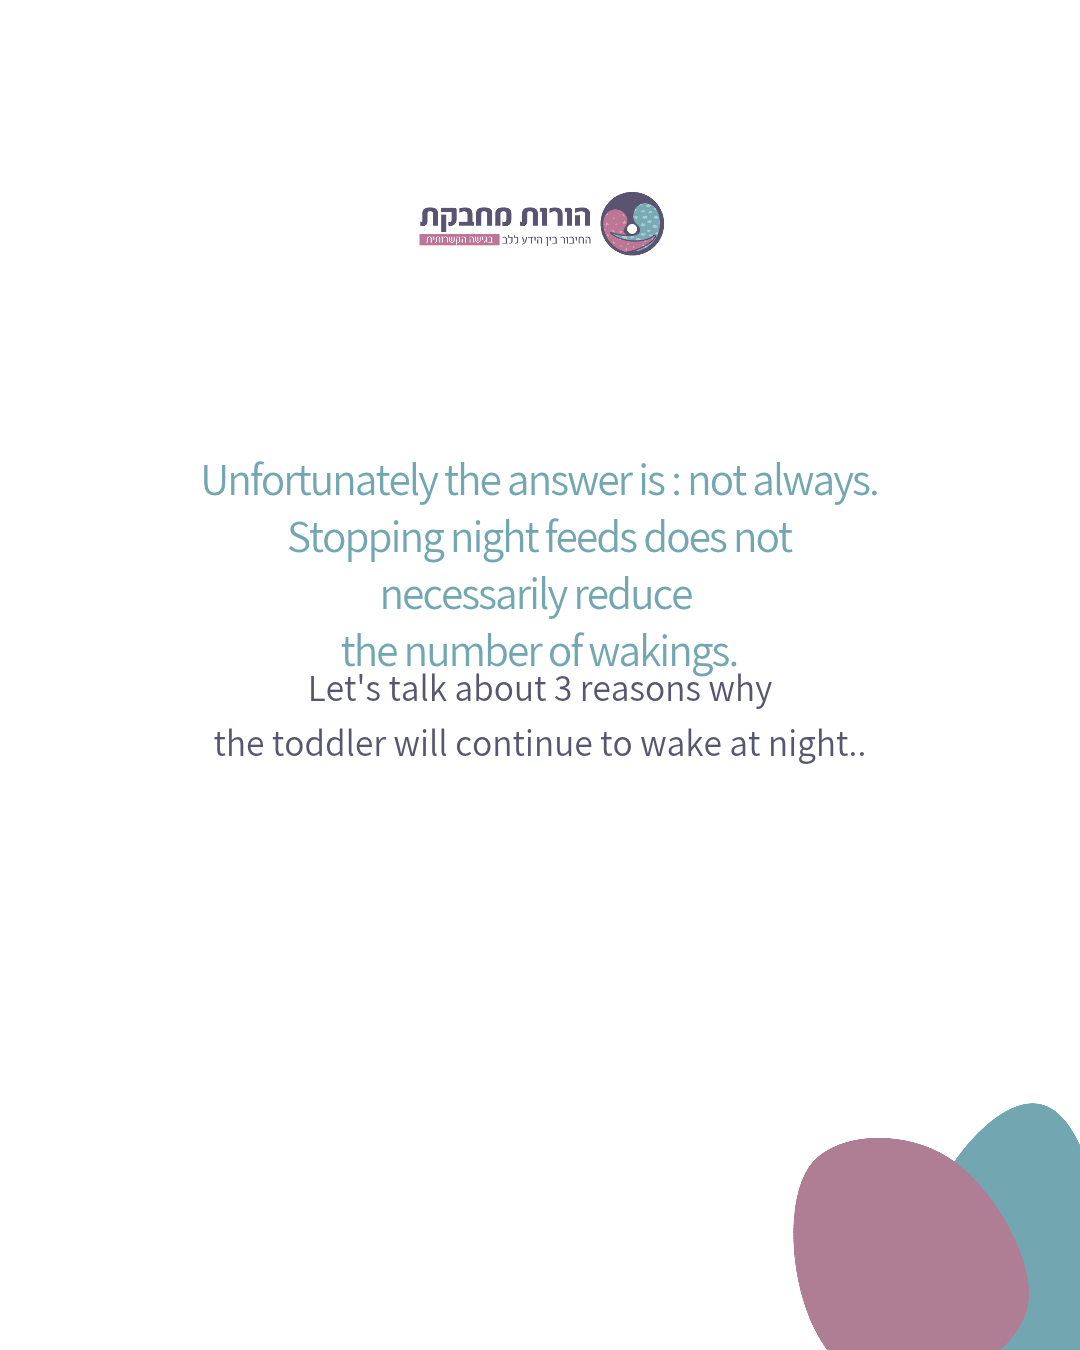 הורות מחבקת
החיבור בין הידע ללב בגישה הקשרותית
Unfortunately the answer is : not always.
Stopping night feeds does not
necessarily reduce
the number of wakings.
Let's talk about 3 reasons why
the toddler will continue to wake at night..